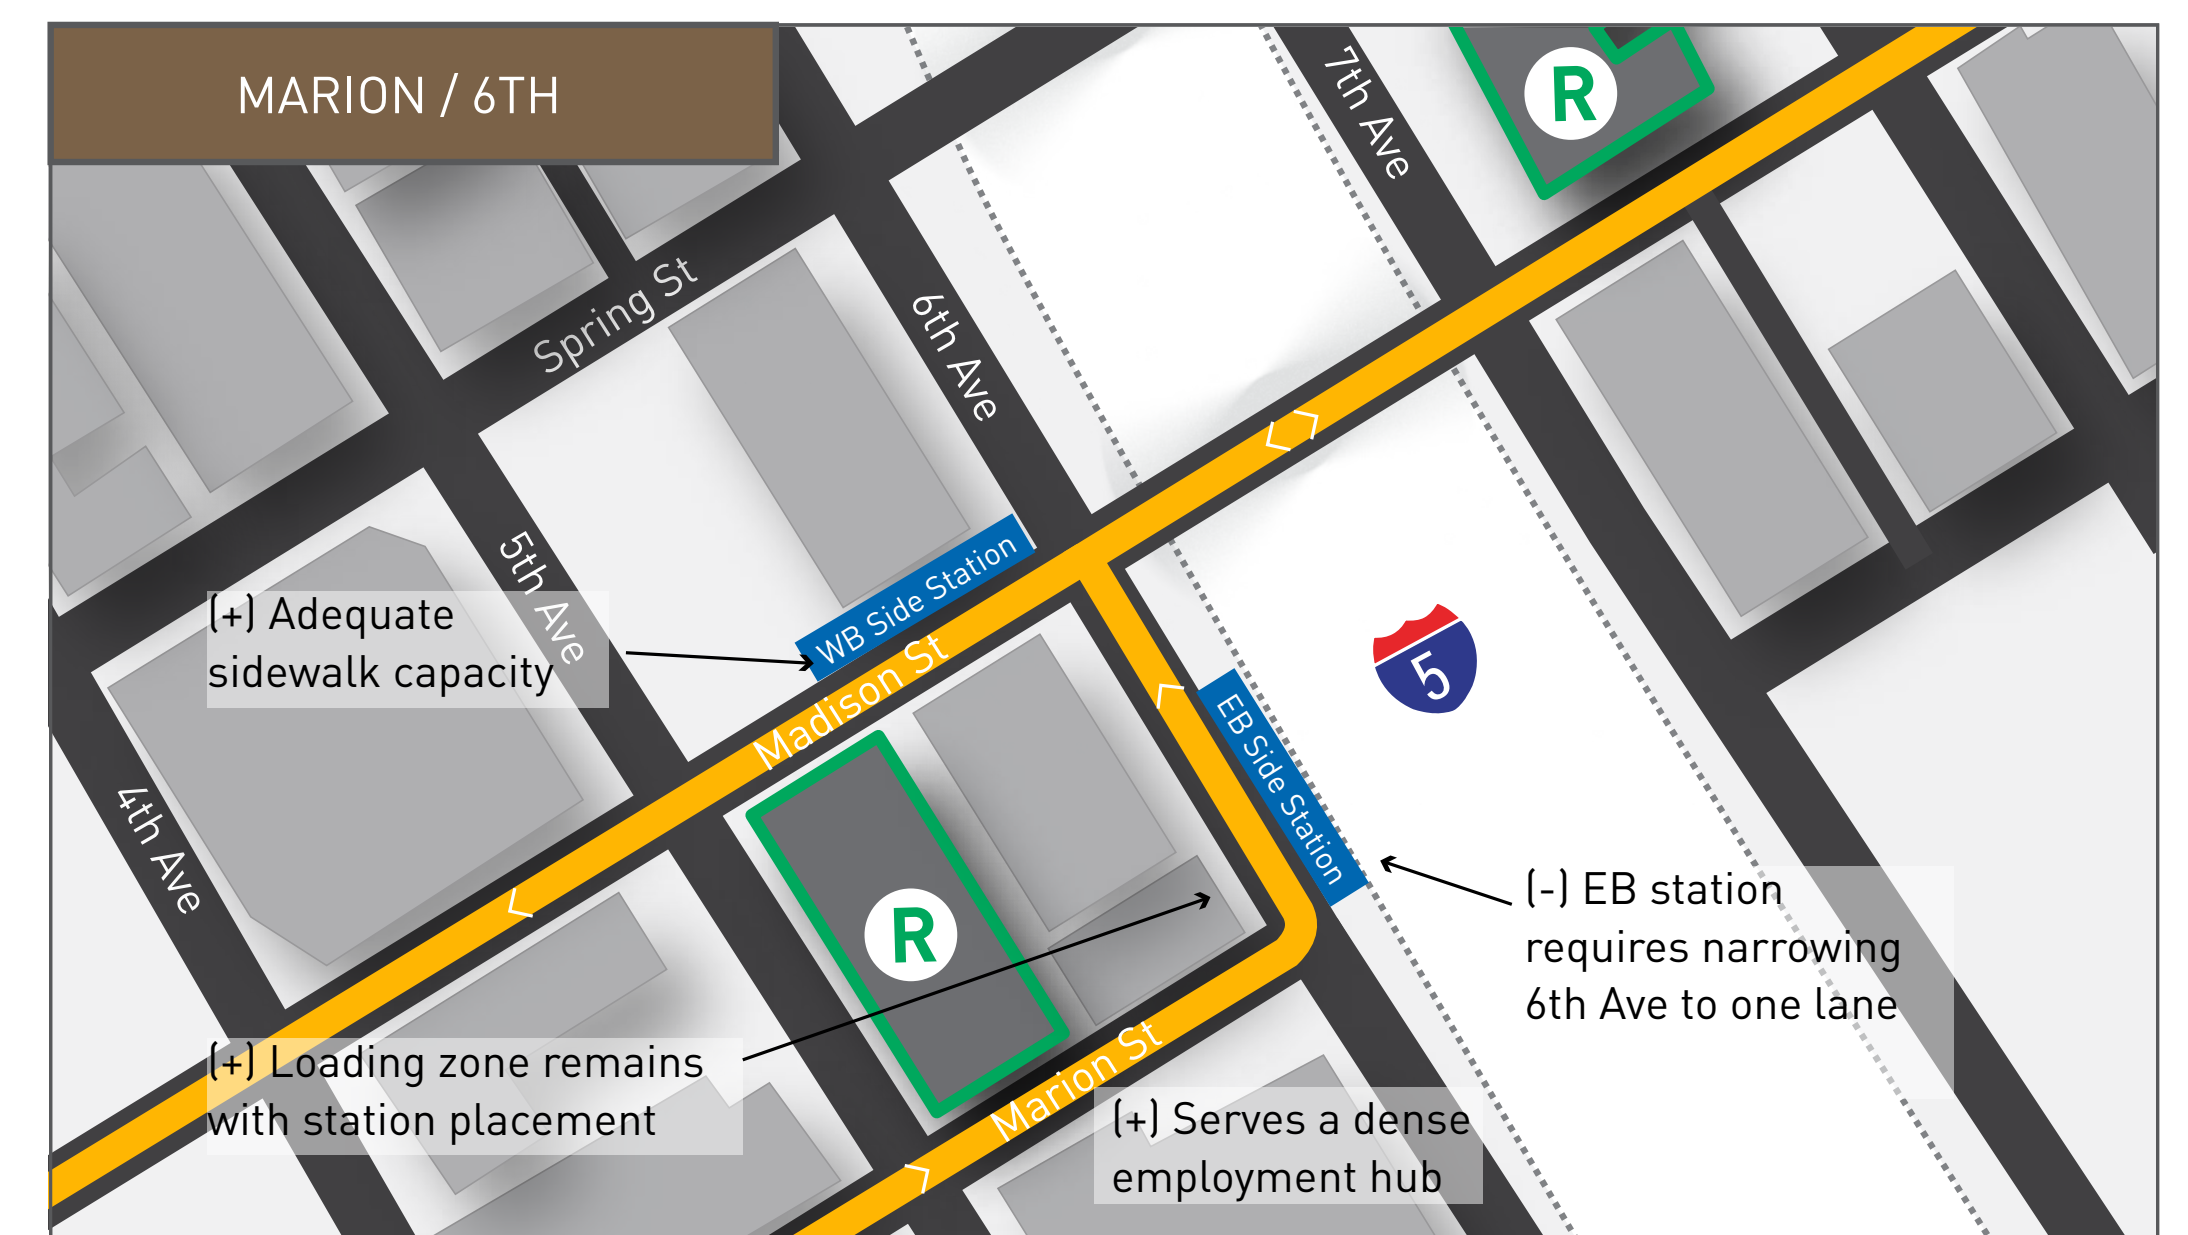 MARION / 6TH
7th Ave
R
Spring St
6th Ave
5th Ave
WB Side Station
(+) Adequate
sidewalk capacity
Madison St
5
EB Side Station
4th Ave
R
(-) EB station
requires narrowing
6th Ave to one lane
(+) Loading zone remains
with station placement
Marion St
(+) Serves a dense
employment hub